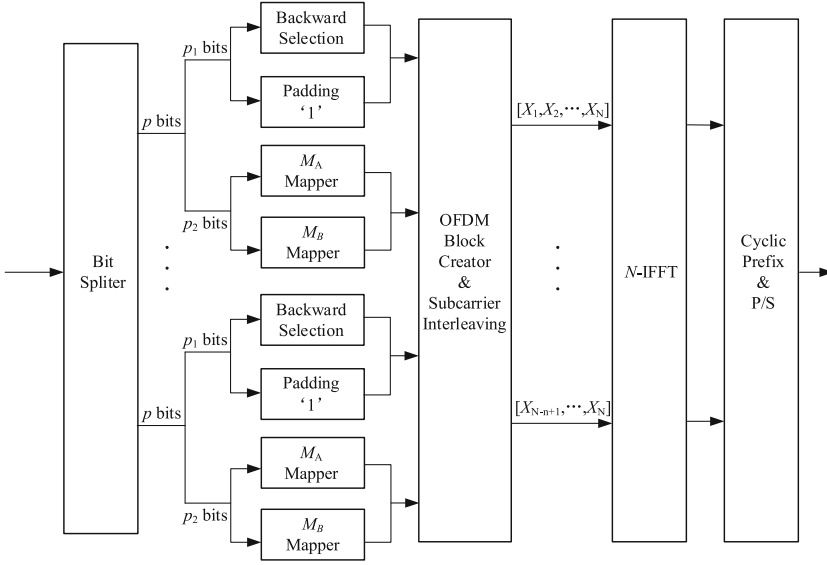 Bit
Spliter
p bits
p1 bits
p2 bits
Backward
Selection
Padding
‘1’
MA
Mapper
MB
Mapper
p bits
p1 bits
p2 bits
Backward
Selection
Padding
‘1’
MA
Mapper
MB
Mapper
OFDM
Block
Creator
&
Subcarrier
Interleaving
[X1,X2,⋯,XN]
[XN-n+1,⋯,XN]
N-IFFT
Cyclic
Prefix
&
P/S